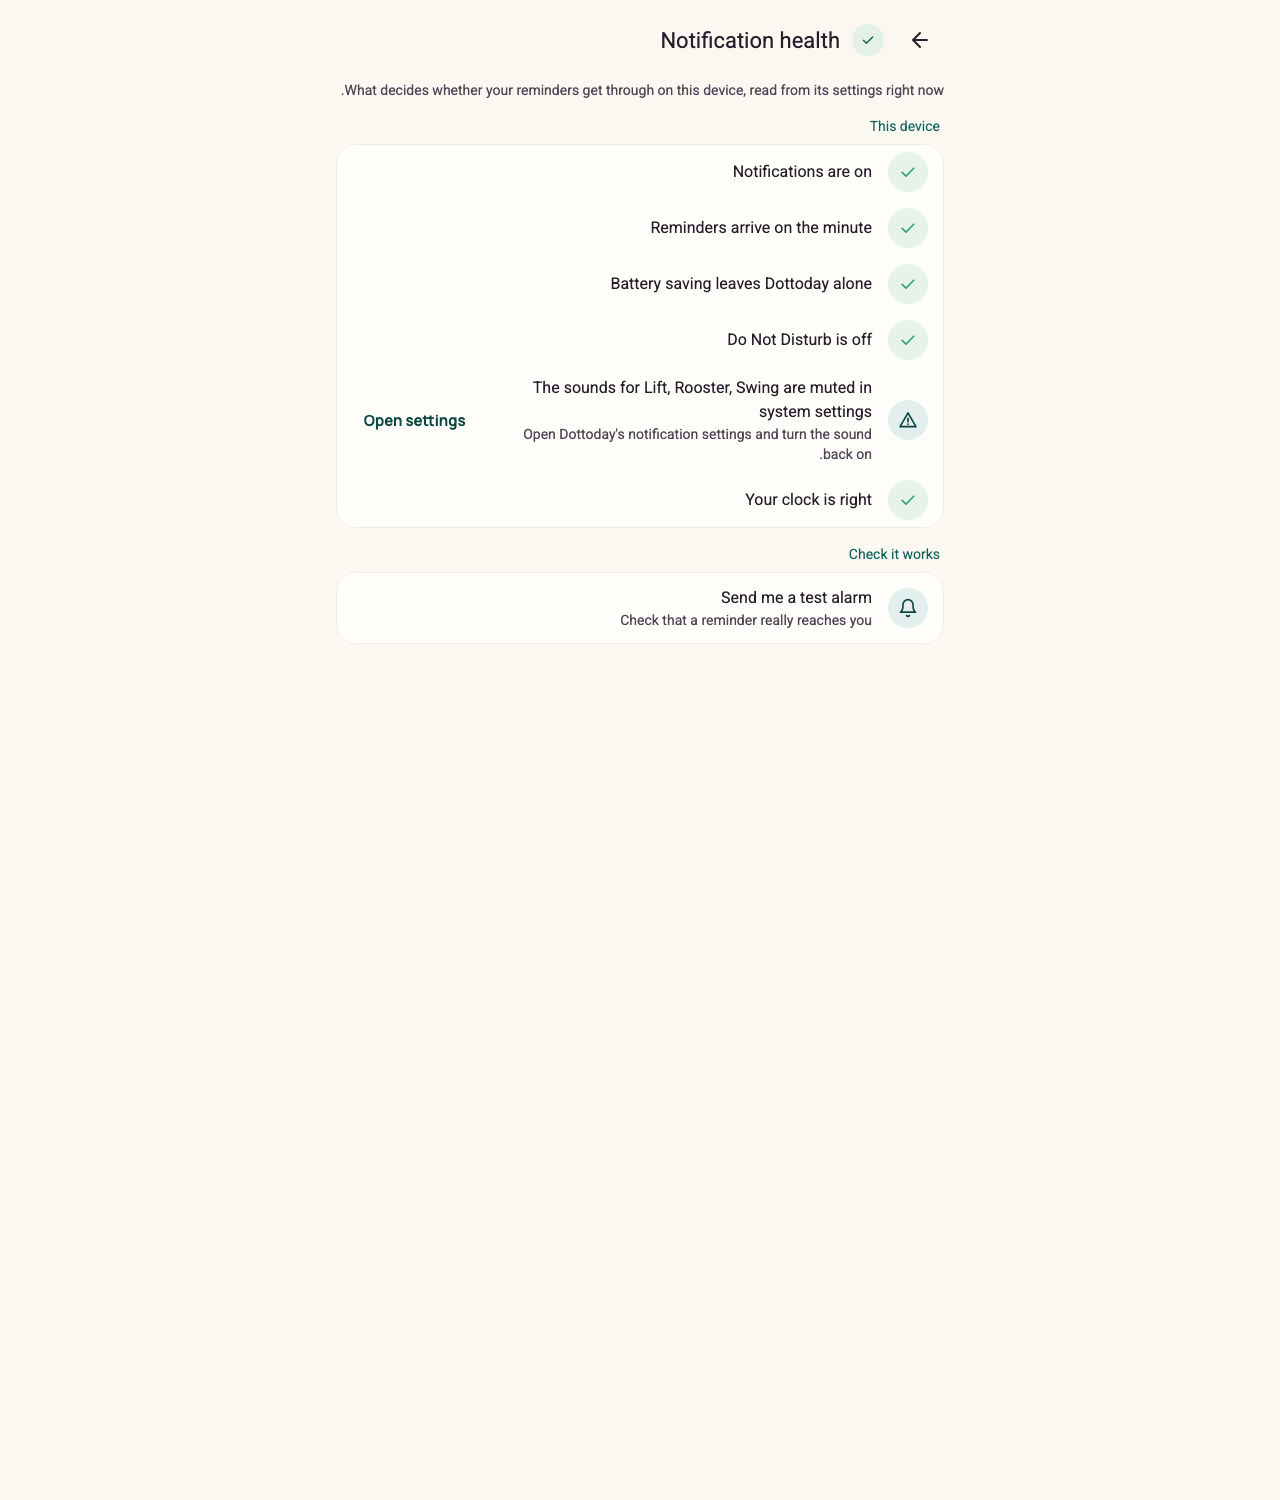 Notification health
What decides whether your reminders get through on this device, read from its settings right now.
This device
Notifications are on
Reminders arrive on the minute
Battery saving leaves Dottoday alone
Do Not Disturb is off
The sounds for Lift, Rooster, Swing are muted in
system settings
Open Dottoday's notification settings and turn the sound
back on.
Open settings
Your clock is right
Check it works
Send me a test alarm
Check that a reminder really reaches you